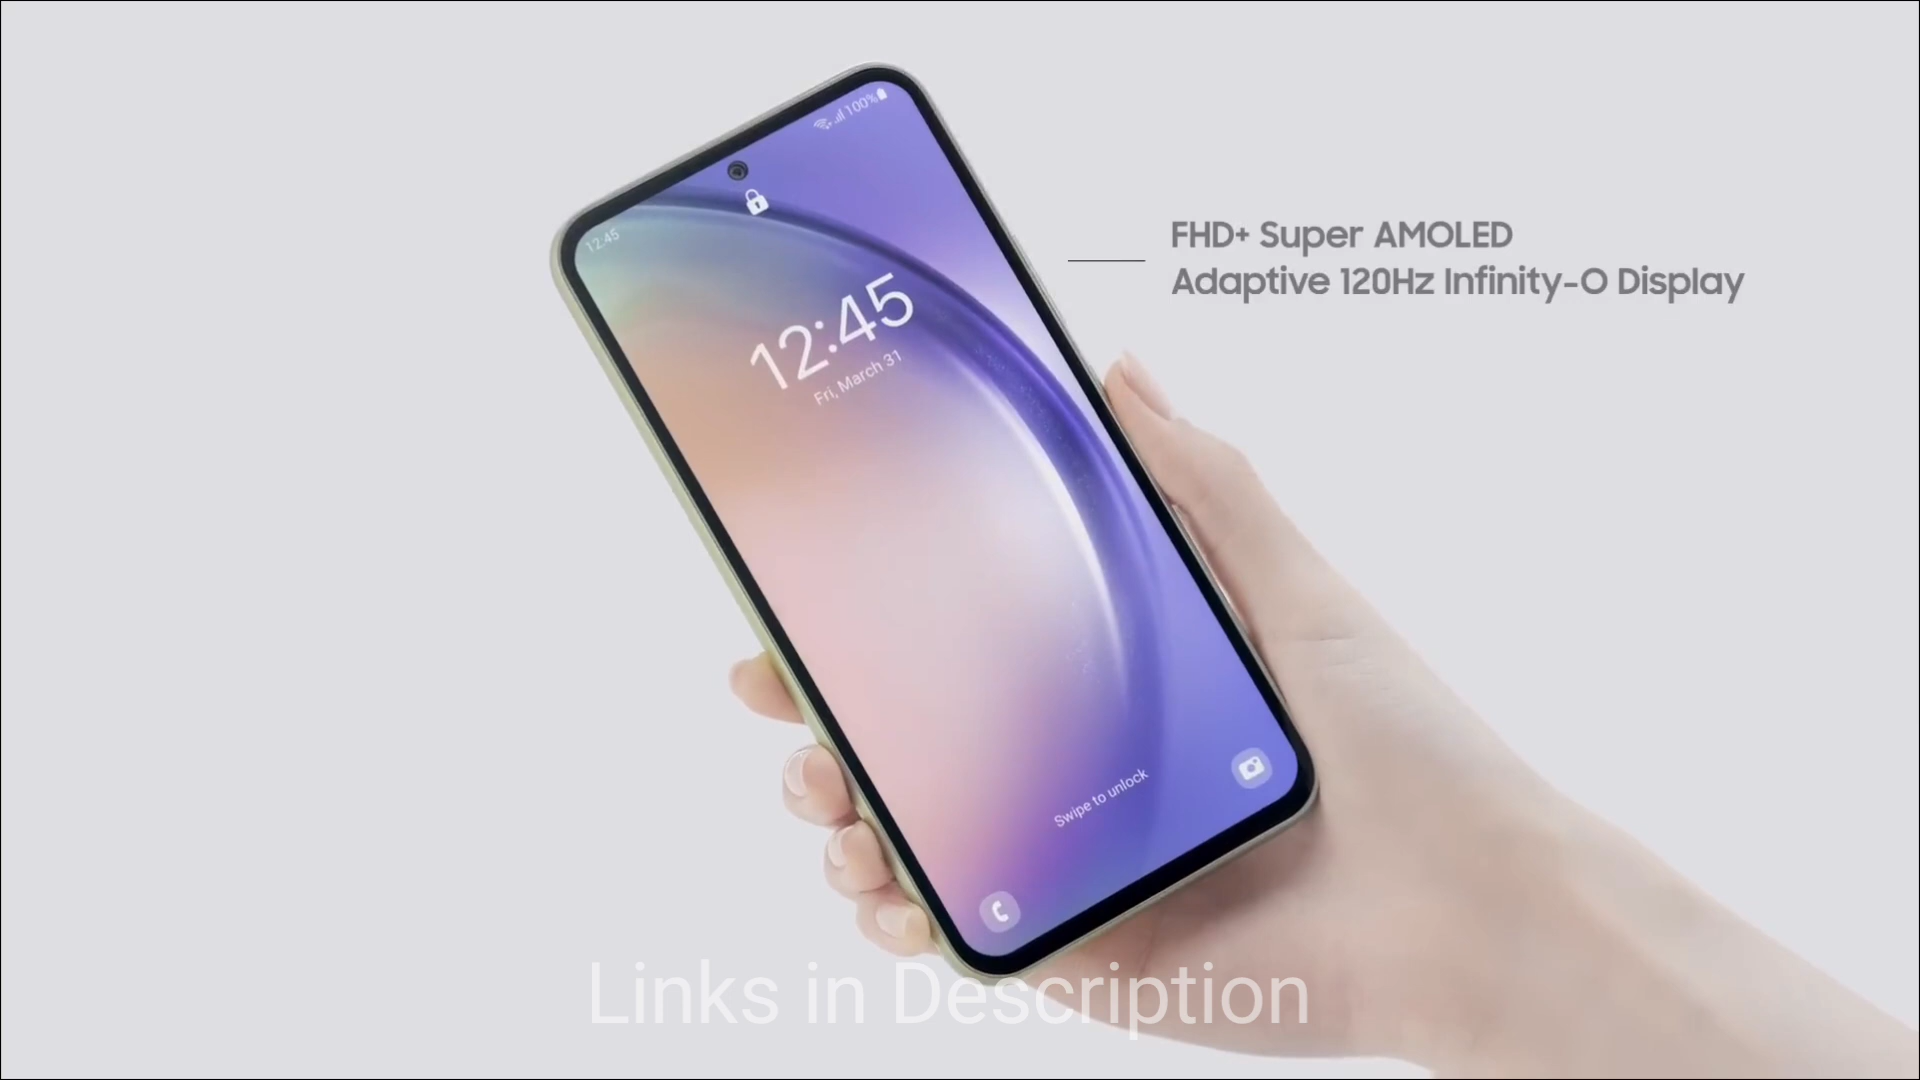 100%
12:45
12:45
Fri, March 31
FHD+ Super AMOLED
Adaptive 120Hz Infinity-O Display
Swipe to unlock
Links in Description